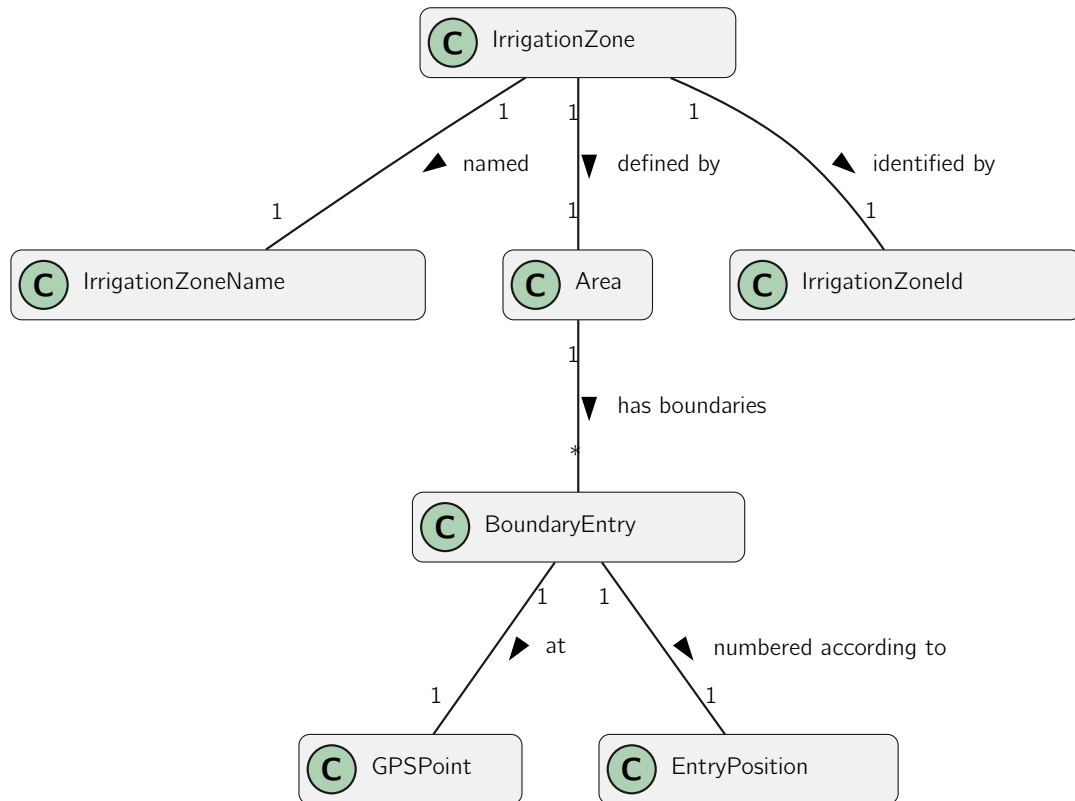 C IrrigationZone
1 1 1
named defined by identified by
1 1 1
C IrrigationZoneName C Area C IrrigationZoneId
1
has boundaries
*
C BoundaryEntry
1 1
at numbered according to
1 1
C GPSPoint C EntryPosition